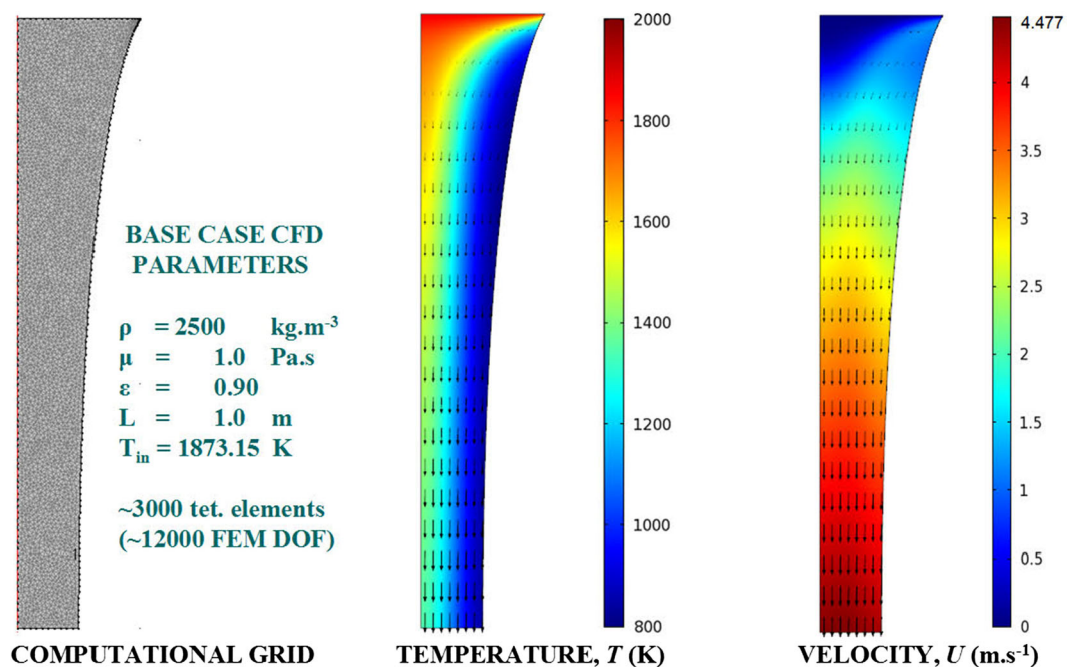 BASE CASE CFD
PARAMETERS
ρ = 2500 kg.m⁻³
μ = 1.0 Pa.s
ε = 0.90
L = 1.0 m
Tᵢₙ = 1873.15 K
~3000 tet. elements
(~12000 FEM DOF)
COMPUTATIONAL GRID
2000
1800
1600
1400
1200
1000
800
TEMPERATURE, T (K)
4.477
4
3.5
3
2.5
2
1.5
1
0.5
0
VELOCITY, U (m.s⁻¹)